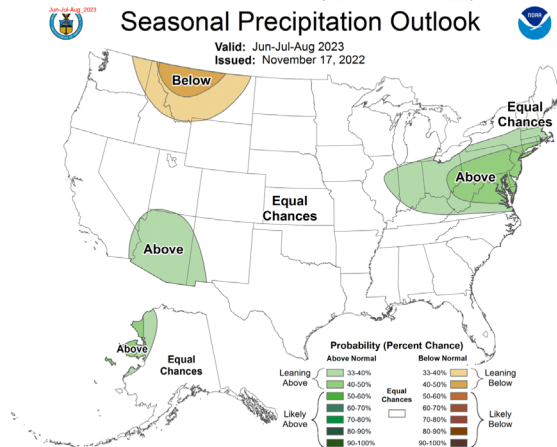 Jun-Jul-Aug_2023
Seasonal Precipitation Outlook
NOAA
Valid: Jun-Jul-Aug 2023
Issued: November 17, 2022
Below
Equal
Chances
Above
Equal
Chances
Above
Above
Equal
Chances
Probability (Percent Chance)
Above Normal
Below Normal
Leaning
Above
33-40%
40-50%
Likely
Above
50-60%
60-70%
70-80%
80-90%
90-100%
Equal
Chances
33-40%
40-50%
Leaning
Below
50-60%
60-70%
70-80%
80-90%
90-100%
Likely
Below